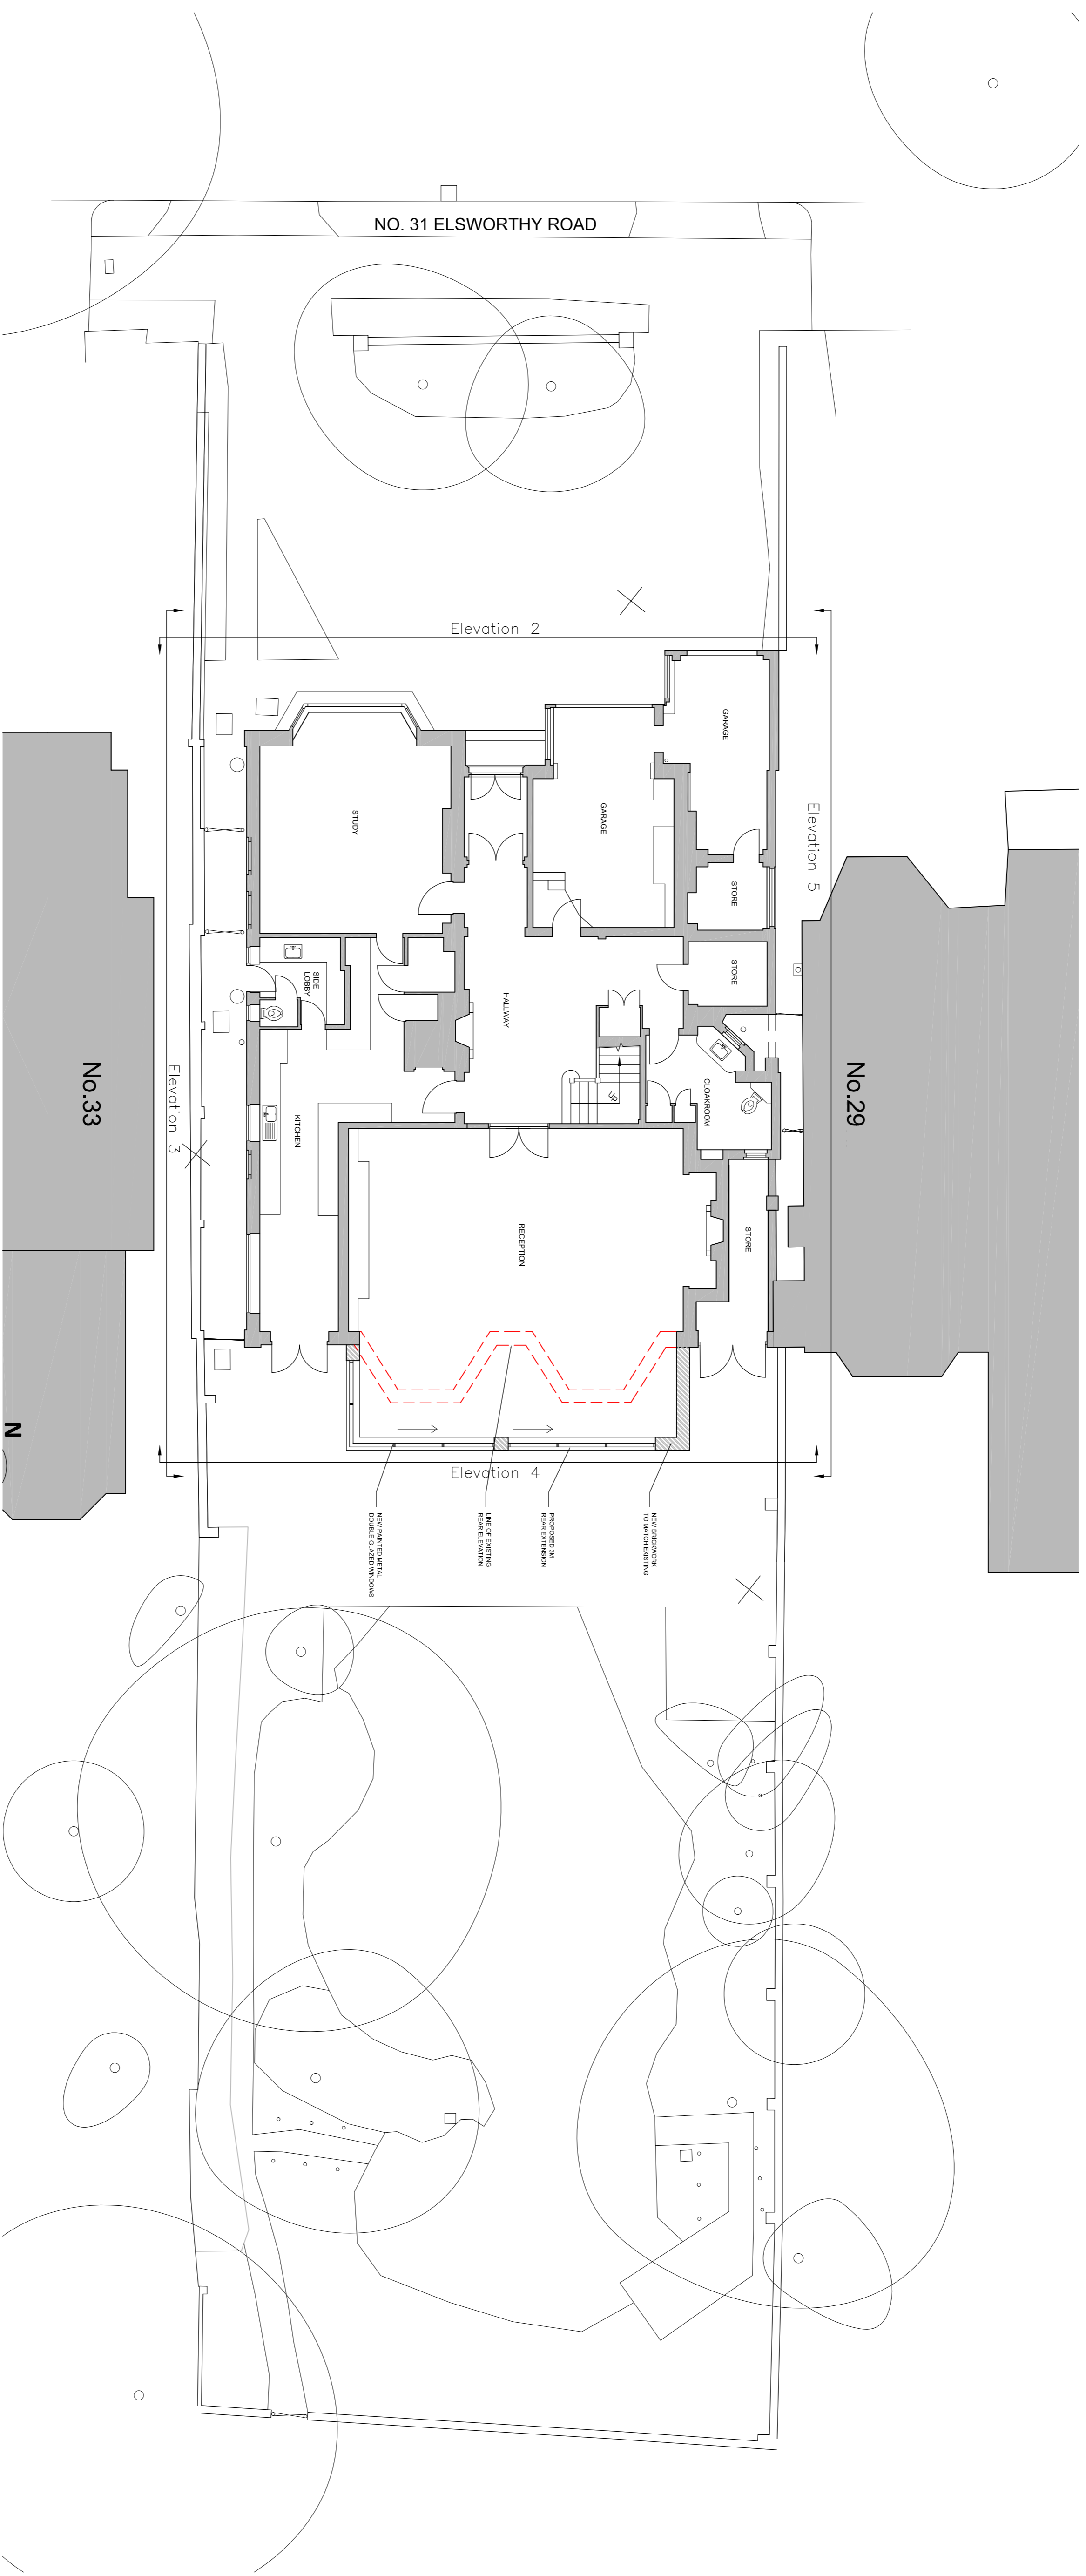 NO. 31 ELSWORTHY ROAD
Elevation 2
GARAGE
GARAGE
STUDY
Elevation 5
STORE
STORE
SIDE
LOBBY
HALLWAY
No.33
No.29
Elevation 3
UP
CLOAKROOM
KITCHEN
RECEPTION
STORE
N
Elevation 4
NEW PAINTED METAL
DOUBLE GLAZED WINDOWS
LINE OF EXISTING
REAR ELEVATION
PROPOSED 3M
REAR EXTENSION
NEW BRICKWORK
TO MATCH EXISTING